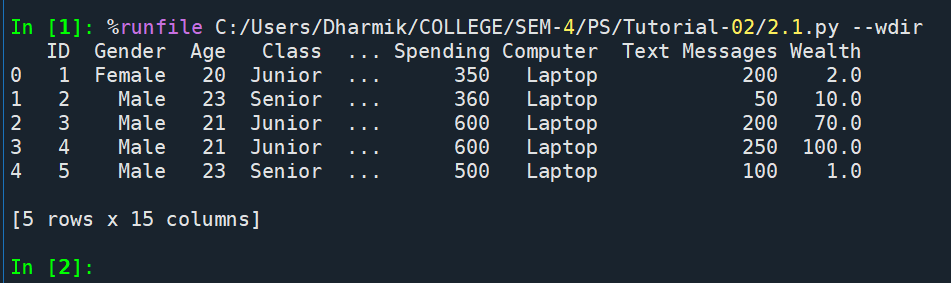 In [1]: %runfile C:/Users/Dharmik/COLLEGE/SEM-4/PS/Tutorial-02/2.1.py --wdir
   ID  Gender  Age   Class  ... Spending Computer  Text Messages Wealth
0   1  Female   20  Junior  ...      350   Laptop            200    2.0
1   2    Male   23  Senior  ...      360   Laptop             50   10.0
2   3    Male   21  Junior  ...      600   Laptop            200   70.0
3   4    Male   21  Junior  ...      600   Laptop            250  100.0
4   5    Male   23  Senior  ...      500   Laptop            100    1.0
[5 rows x 15 columns]
In [2]: